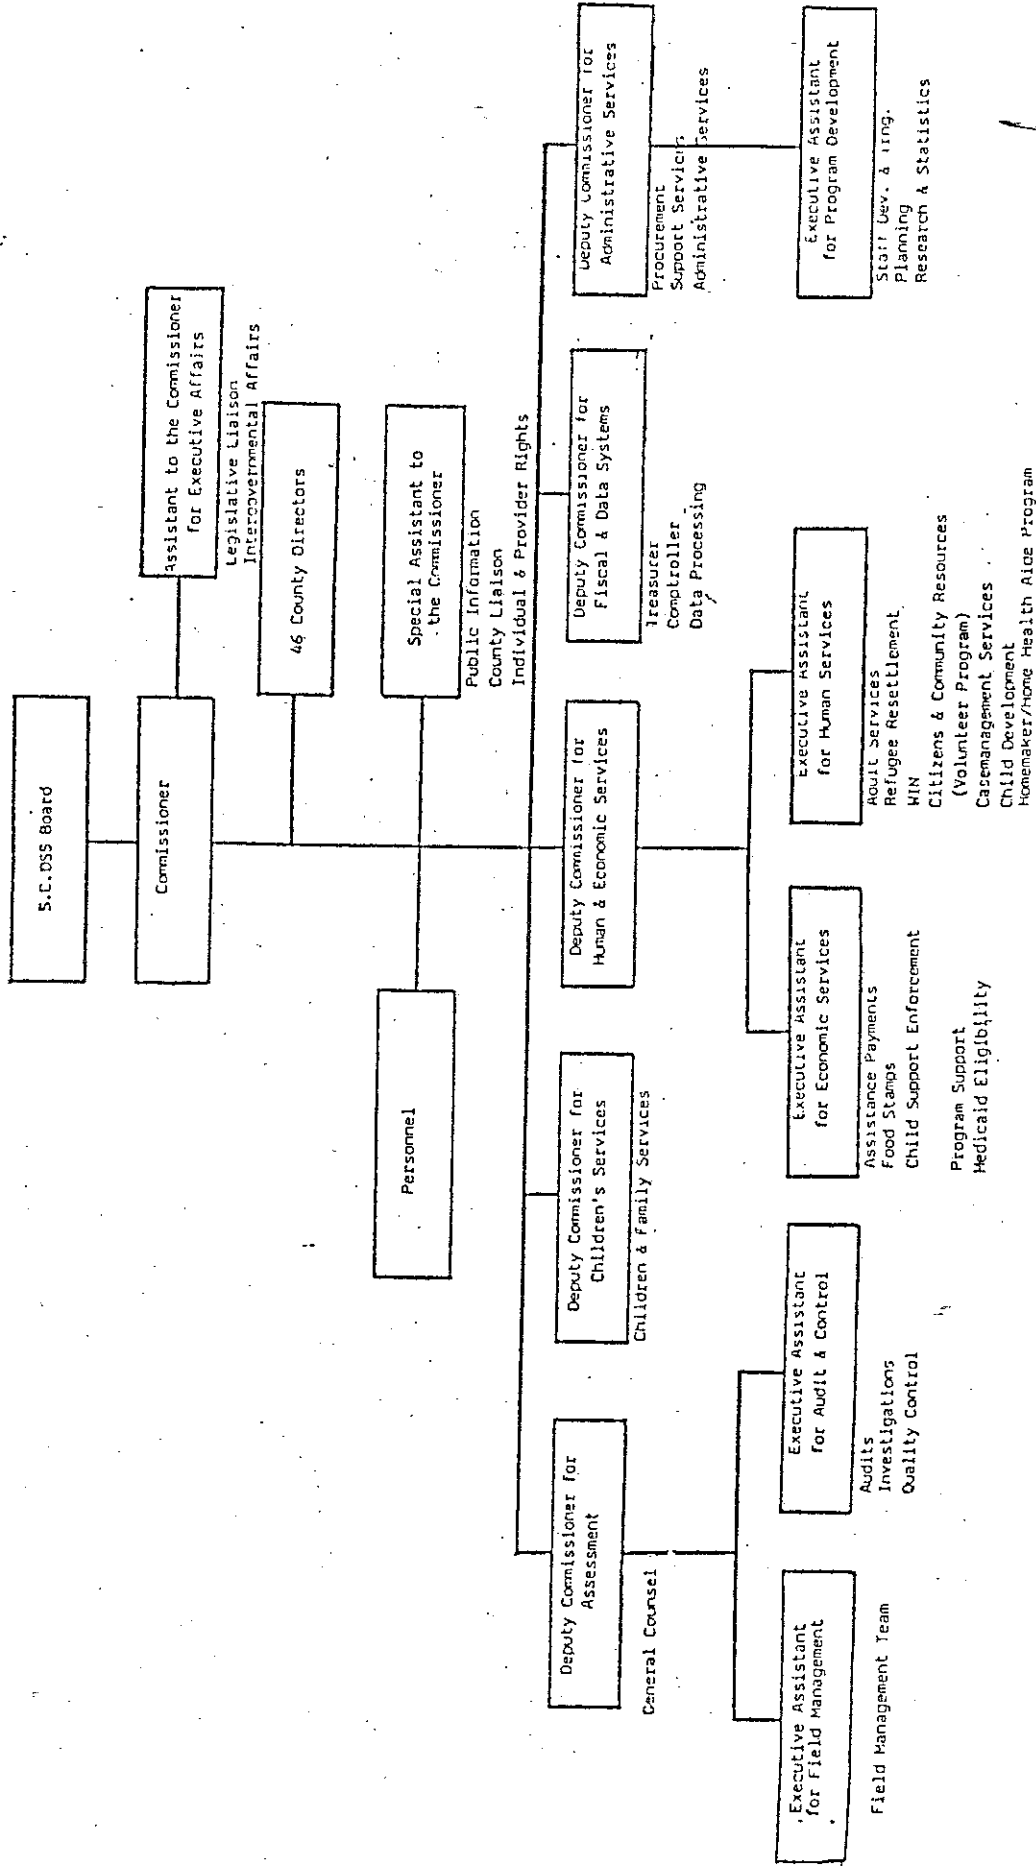 S.C.DSS Board
Commissioner
Assistant to the Commissioner
for Executive Affairs
Legislative Liaison
Intergovernmental Affairs
46 County Directors
Personnel
Special Assistant to
the Commissioner
Public Information
County Liaison
Individual & Provider Rights
Deputy Commissioner for
Assessment
General Counsel
Deputy Commissioner for
Children's Services
Children & Family Services
Deputy Commissioner for
Human & Economic Services
Deputy Commissioner for
Fiscal & Data Systems
Treasurer
Comptroller
Data Processing
Deputy Commissioner for
Administrative Services
Procurement
Support Services
Administrative Services
Executive Assistant
for Field Management
Field Management Team
Executive Assistant
for Audit & Control
Audits
Investigations
Quality Control
Executive Assistant
for Economic Services
Assistance Payments
Food Stamps
Child Support Enforcement
Program Support
Medicaid Eligibility
Executive Assistant
for Human Services
Adult Services
Refugee Resettlement
WIN
Citizens & Community Resources
(Volunteer Program)
Casemanagement Services
Child Development
Homemaker/Home Health Aide Program
Executive Assistant
for Program Development
Staff Dev. & Trng.
Planning
Research & Statistics